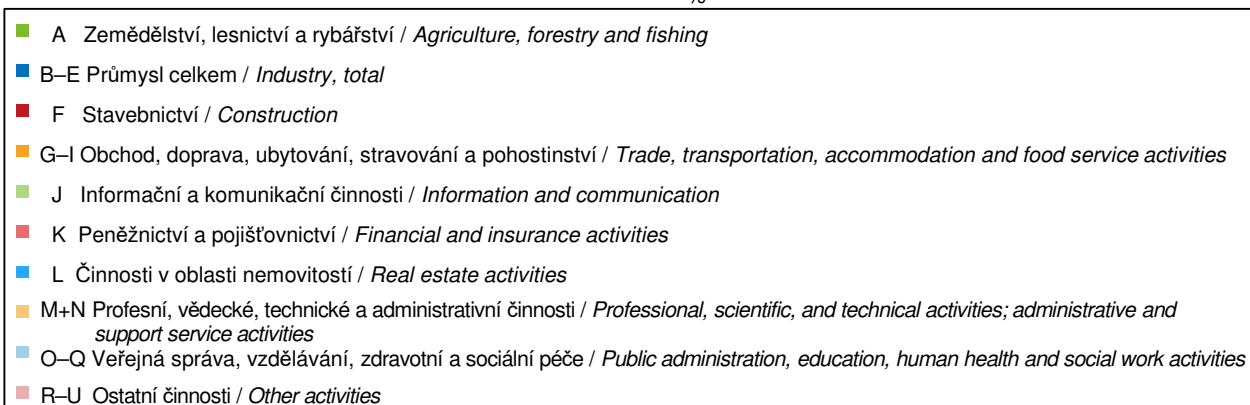 %
A Zemědělství, lesnictví a rybářství / Agriculture, forestry and fishing
B–E Průmysl celkem / Industry, total
F Stavebnictví / Construction
G–I Obchod, doprava, ubytování, stravování a pohostinství / Trade, transportation, accommodation and food service activities
J Informační a komunikační činnosti / Information and communication
K Peněžnictví a pojišťovnictví / Financial and insurance activities
L Činnosti v oblasti nemovitostí / Real estate activities
M+N Profesní, vědecké, technické a administrativní činnosti / Professional, scientific, and technical activities; administrative and
support service activities
O–Q Veřejná správa, vzdělávání, zdravotní a sociální péče / Public administration, education, human health and social work activities
R–U Ostatní činnosti / Other activities